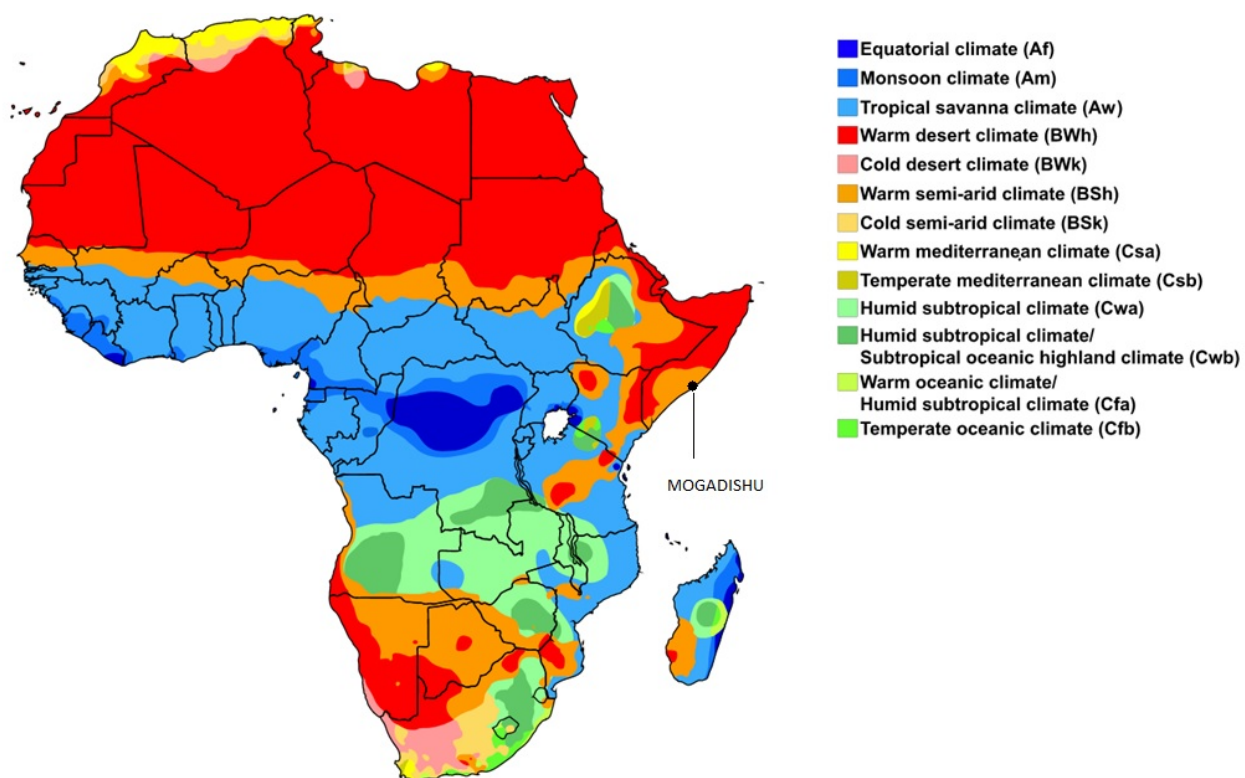 Equatorial climate (Af)
Monsoon climate (Am)
Tropical savanna climate (Aw)
Warm desert climate (BWh)
Cold desert climate (BWk)
Warm semi-arid climate (BSh)
Cold semi-arid climate (BSk)
Warm mediterranean climate (Csa)
Temperate mediterranean climate (Csb)
Humid subtropical climate (Cwa)
Humid subtropical climate/
Subtropical oceanic highland climate (Cwb)
Warm oceanic climate/
Humid subtropical climate (Cfa)
Temperate oceanic climate (Cfb)
MOGADISHU